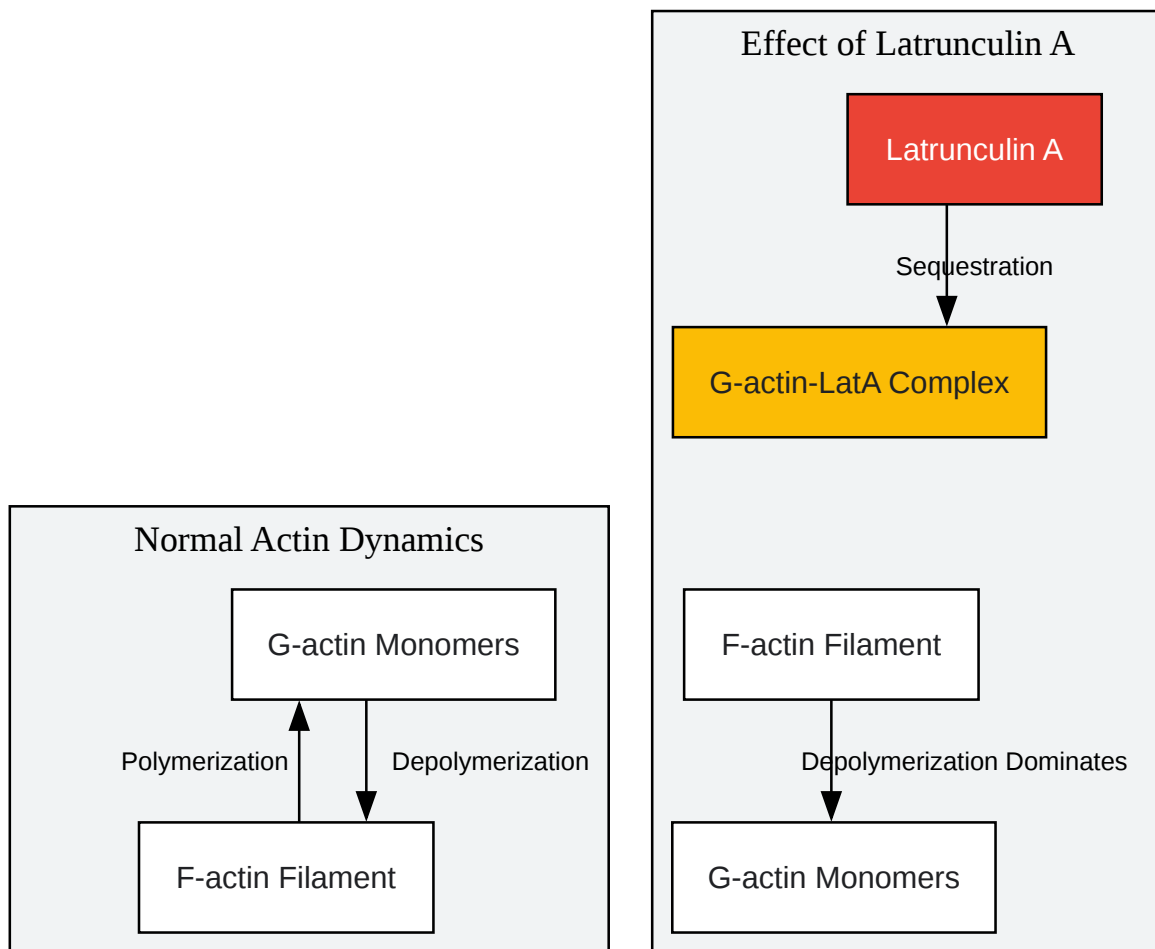 Effect of Latrunculin A
Latrunculin A
Sequestration
G-actin-LatA Complex
F-actin Filament
Depolymerization Dominates
G-actin Monomers
Normal Actin Dynamics
G-actin Monomers
Polymerization
Depolymerization
F-actin Filament